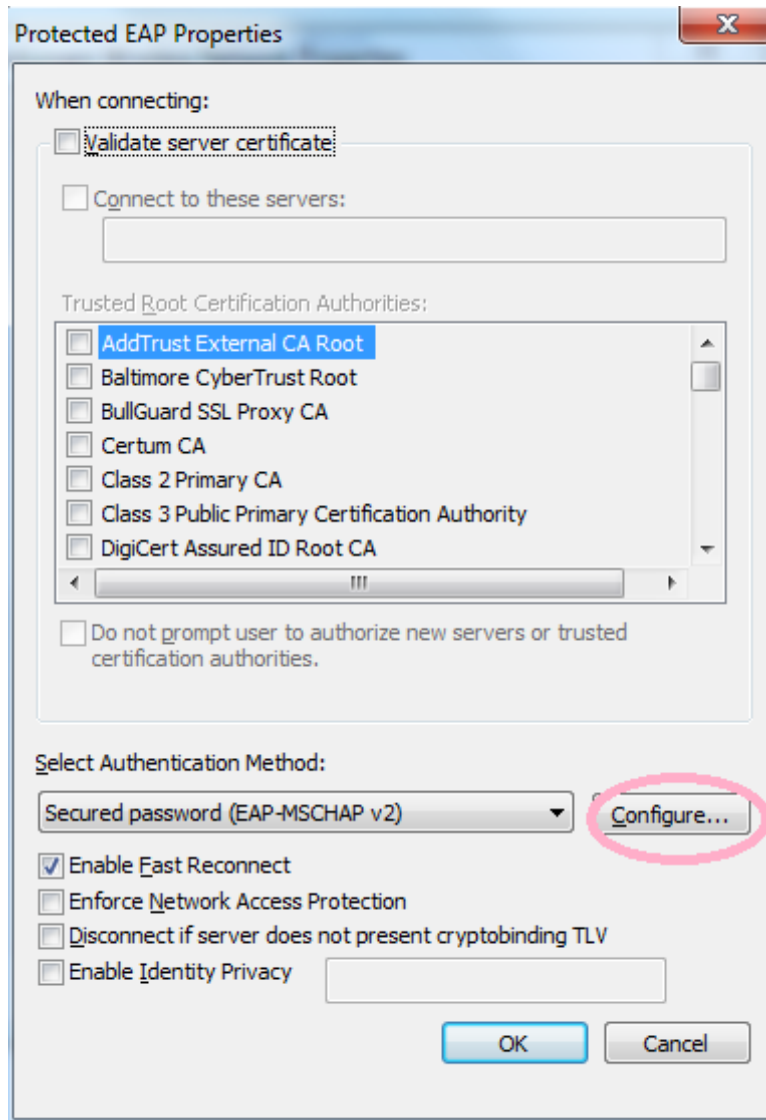 Protected EAP Properties
When connecting:
Validate server certificate
Connect to these servers:
Trusted Root Certification Authorities:
AddTrust External CA Root
Baltimore CyberTrust Root
BullGuard SSL Proxy CA
Certum CA
Class 2 Primary CA
Class 3 Public Primary Certification Authority
DigiCert Assured ID Root CA
Do not prompt user to authorize new servers or trusted
certification authorities.
Select Authentication Method:
Secured password (EAP-MSCHAP v2) Configure...
Enable Fast Reconnect
Enforce Network Access Protection
Disconnect if server does not present cryptobinding TLV
Enable Identity Privacy
OK Cancel